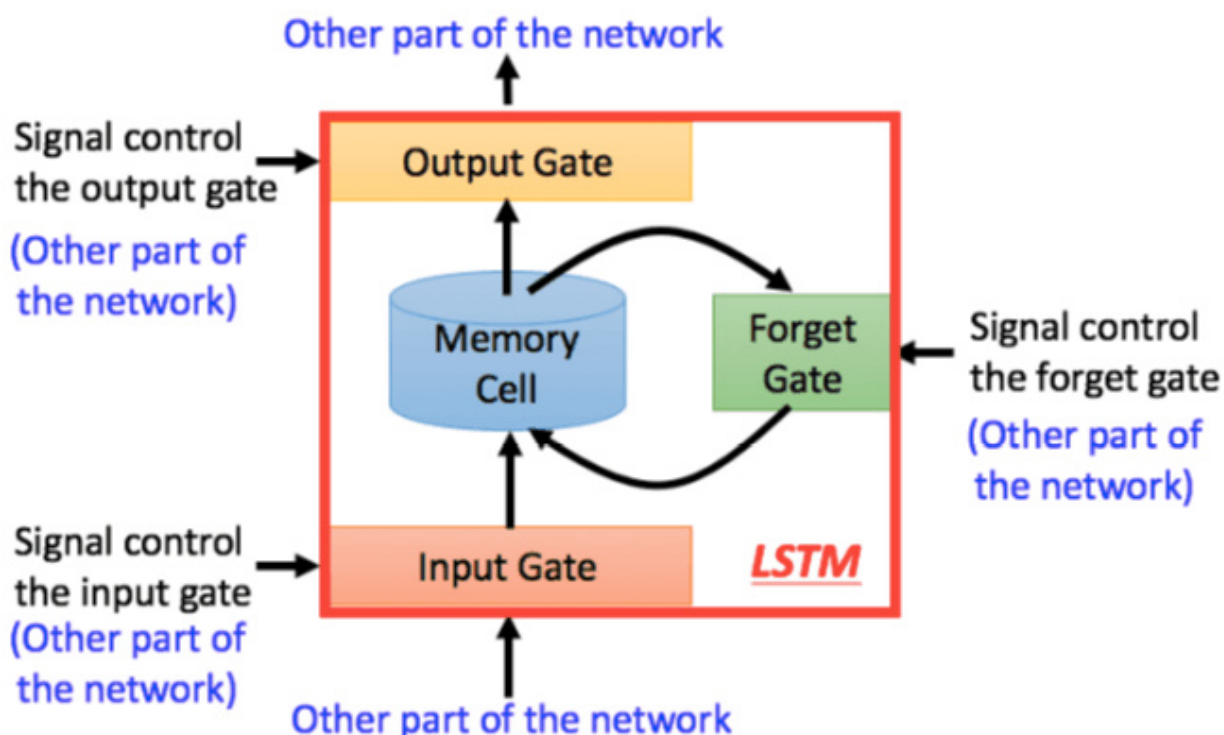 Other part of the network
Signal control
the output gate
(Other part of
the network)
Output Gate
Memory
Cell
Forget
Gate
Signal control
the forget gate
(Other part of
the network)
Signal control
the input gate
(Other part of
the network)
Input Gate
LSTM
Other part of the network